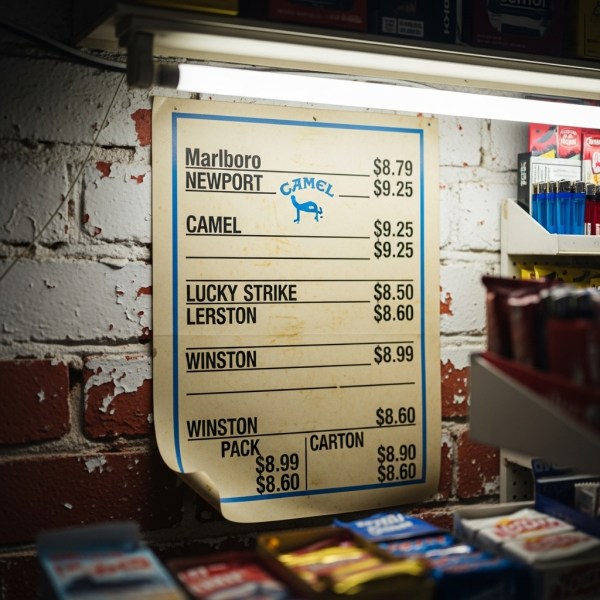 Marlboro $8.79
NEWPORT $9.25
CAMEL
CAMEL $9.25
$9.25
LUCKY STRIKE $8.50
LERSTON $8.60
WINSTON $8.99
WINSTON $8.60
PACK CARTON
$8.99 $8.90
$8.60 $8.60